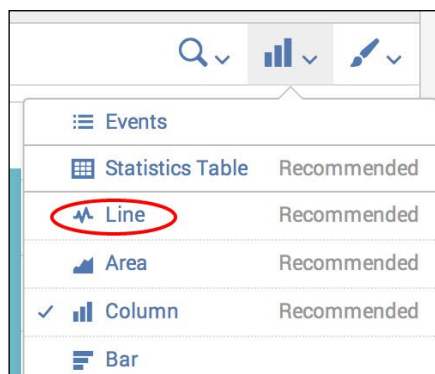 Events
Statistics Table Recommended
Line Recommended
Area Recommended
Column Recommended
Bar